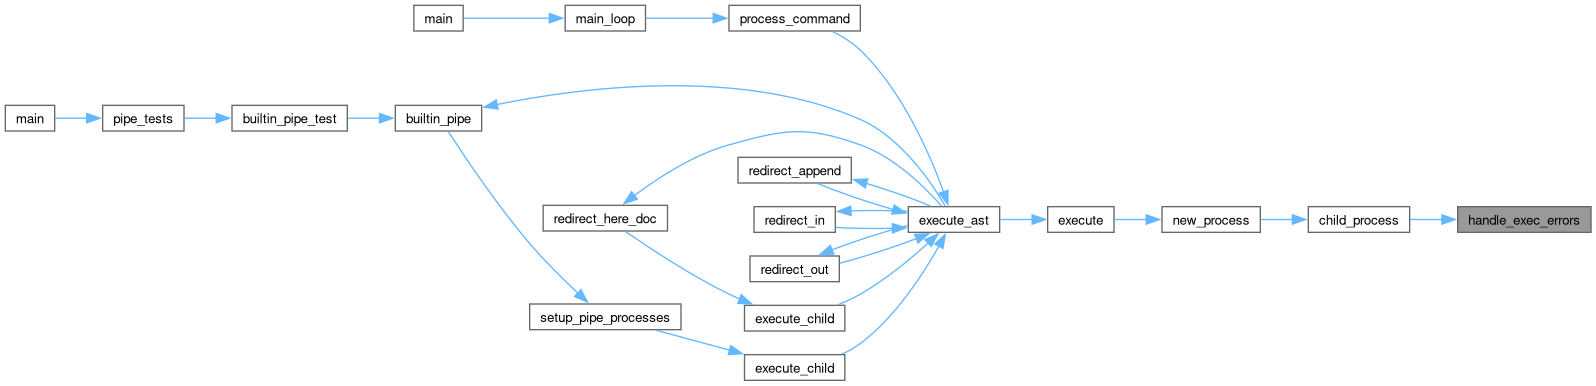 main
main_loop
process_command
main
pipe_tests
builtin_pipe_test
builtin_pipe
redirect_append
redirect_here_doc
redirect_in
execute_ast
execute
new_process
child_process
handle_exec_errors
redirect_out
setup_pipe_processes
execute_child
execute_child